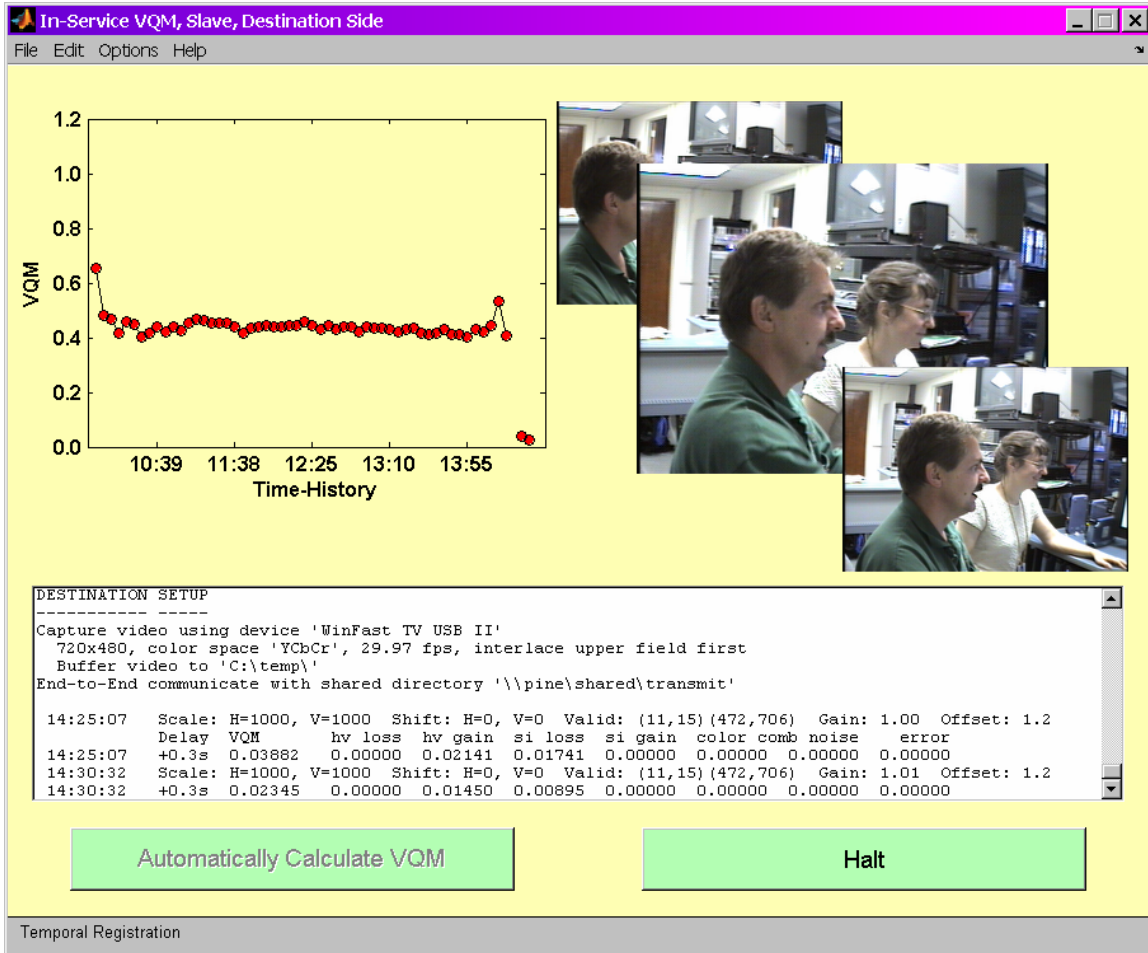 In-Service VQM, Slave, Destination Side
File Edit Options Help
1.2
1.0
0.8
0.6
0.4
0.2
0.0
VQM
10:39 11:38 12:25 13:10 13:55
Time-History
DESTINATION SETUP
----------- -----
Capture video using device 'WinFast TV USB II'
720x480, color space 'YCbCr', 29.97 fps, interlace upper field first
Buffer video to 'C:\temp\'
End-to-End communicate with shared directory '\\pine\shared\transmit'
14:25:07 Scale: H=1000, V=1000 Shift: H=0, V=0 Valid: (11,15)(472,706) Gain: 1.00 Offset: 1.2
Delay VQM hv loss hv gain si loss si gain color comb noise error
14:25:07 +0.3s 0.03882 0.00000 0.02141 0.01741 0.00000 0.00000 0.00000 0.00000
14:30:32 Scale: H=1000, V=1000 Shift: H=0, V=0 Valid: (11,15)(472,706) Gain: 1.01 Offset: 1.2
14:30:32 +0.3s 0.02345 0.00000 0.01450 0.00895 0.00000 0.00000 0.00000 0.00000
Automatically Calculate VQM
Halt
Temporal Registration